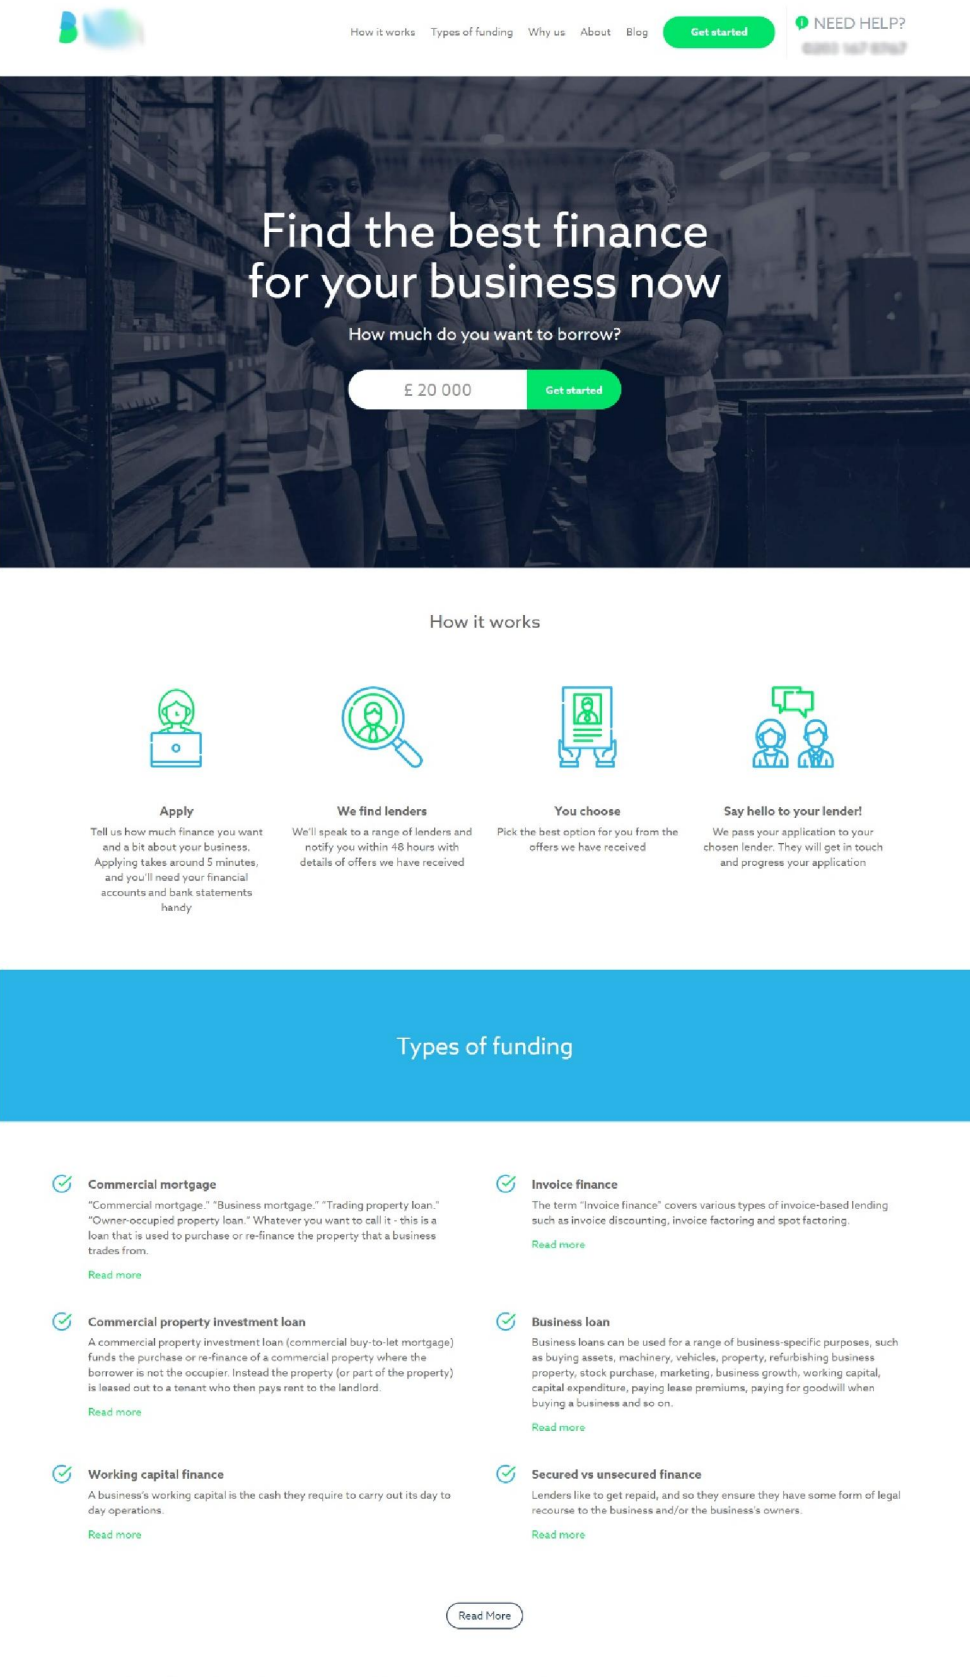 How it works Types of funding Why us About Blog Get started NEED HELP?
Find the best finance
for your business now
How much do you want to borrow?
£ 20 000 Get started
How it works
Apply
Tell us how much finance you want
and a bit about your business.
Applying takes around 5 minutes,
and you'll need your financial
accounts and bank statements
handy
We find lenders
We'll speak to a range of lenders and
notify you within 48 hours with
details of offers we have received
You choose
Pick the best option for you from the
offers we have received
Say hello to your lender!
We pass your application to your
chosen lender. They will get in touch
and progress your application
Types of funding
Commercial mortgage
"Commercial mortgage." "Business mortgage." "Trading property loan."
"Owner-occupied property loan." Whatever you want to call it - this is a
loan that is used to purchase or re-finance the property that a business
trades from.
Read more
Invoice finance
The term "Invoice finance" covers various types of invoice-based lending
such as invoice discounting, invoice factoring and spot factoring.
Read more
Commercial property investment loan
A commercial property investment loan (commercial buy-to-let mortgage)
funds the purchase or re-finance of a commercial property where the
borrower is not the occupier. Instead the property (or part of the property)
is leased out to a tenant who then pays rent to the landlord.
Read more
Business loan
Business loans can be used for a range of business-specific purposes, such
as buying assets, machinery, vehicles, property, refurbishing business
property, stock purchase, marketing, business growth, working capital,
capital expenditure, paying lease premiums, paying for goodwill when
buying a business and so on.
Read more
Working capital finance
A business's working capital is the cash they require to carry out its day to
day operations.
Read more
Secured vs unsecured finance
Lenders like to get repaid, and so they ensure they have some form of legal
recourse to the business and/or the business's owners.
Read more
Read More